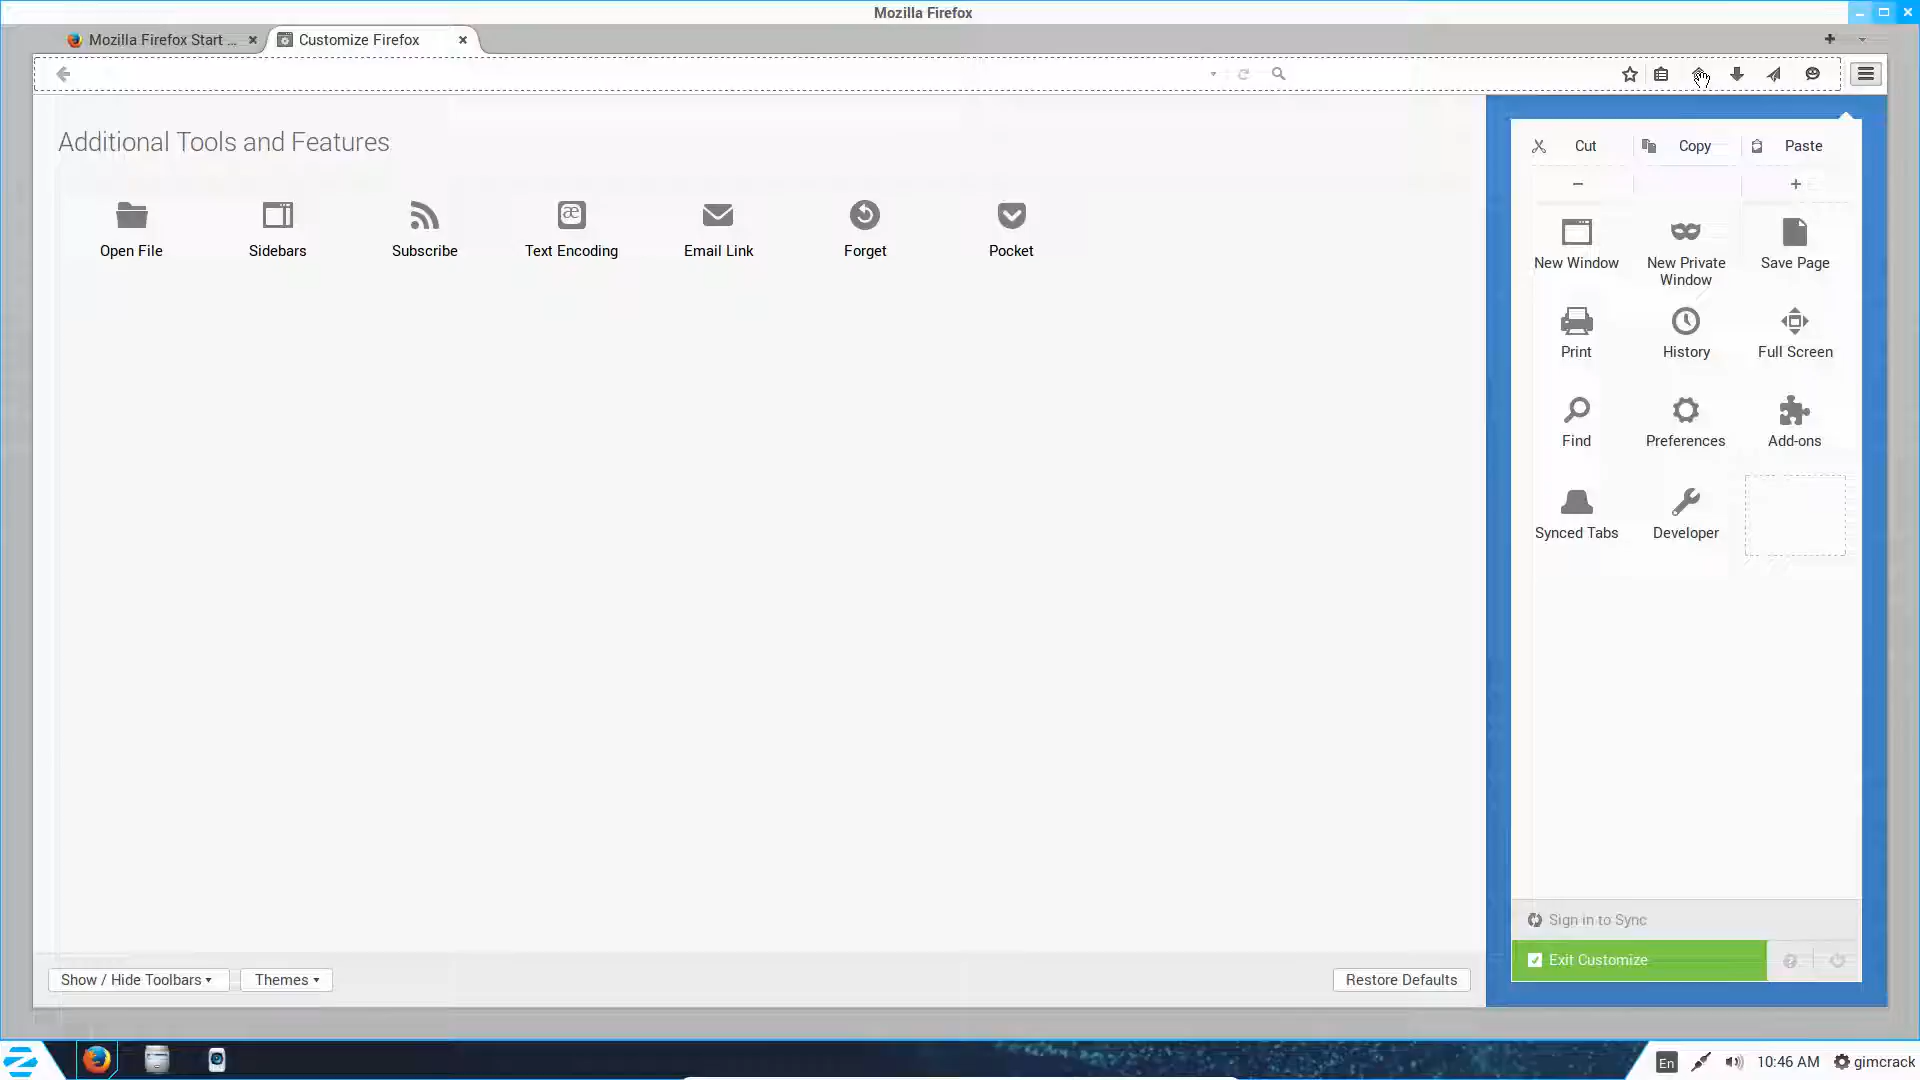 Mozilla Firefox
Mozilla Firefox Start ...
Customize Firefox
Additional Tools and Features
Open File
Sidebars
Subscribe
æ
Text Encoding
Email Link
Forget
Pocket
Cut
Copy
Paste
New Window
New Private
Window
Save Page
Print
History
Full Screen
Find
Preferences
Add-ons
Synced Tabs
Developer
Sign in to Sync
Exit Customize
Show / Hide Toolbars
Themes
Restore Defaults
En
10:46 AM
gimcrack